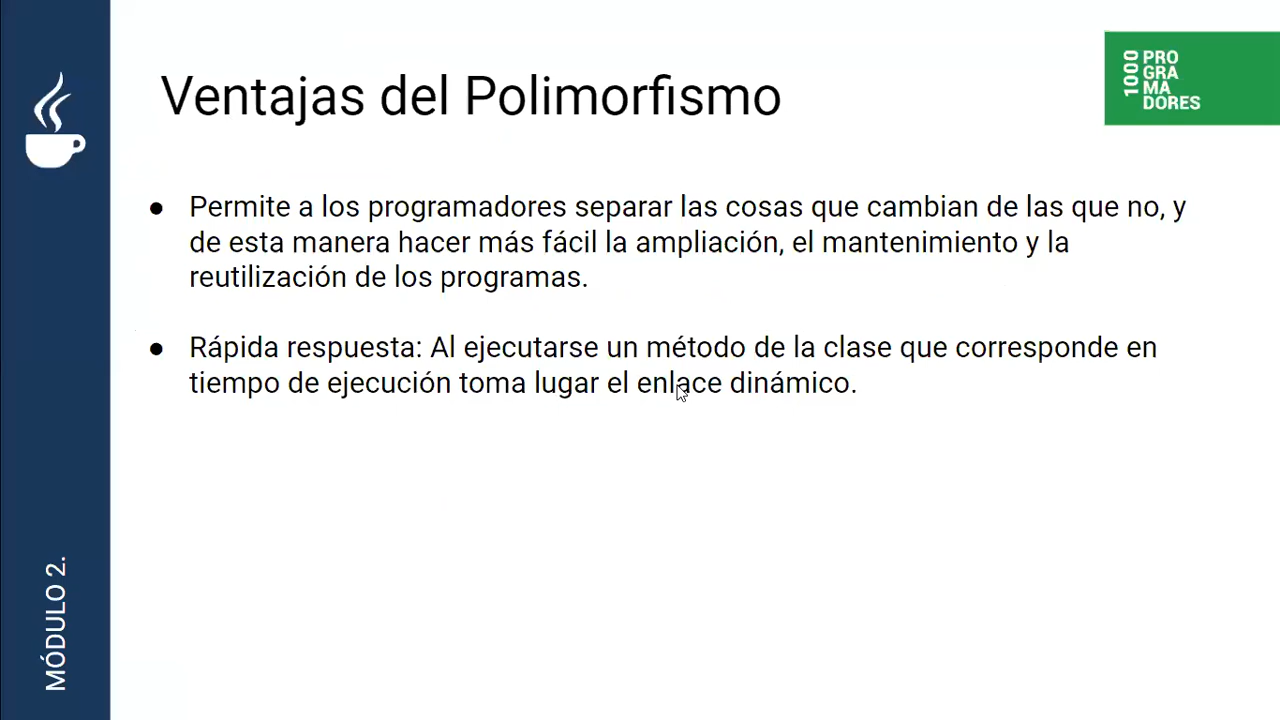 Ventajas del Polimorfismo
1000
PRO
GRA
MA
DORES
● Permite a los programadores separar las cosas que cambian de las que no, y
de esta manera hacer más fácil la ampliación, el mantenimiento y la
reutilización de los programas.
● Rápida respuesta: Al ejecutarse un método de la clase que corresponde en
tiempo de ejecución toma lugar el enlace dinámico.
MÓDULO 2.